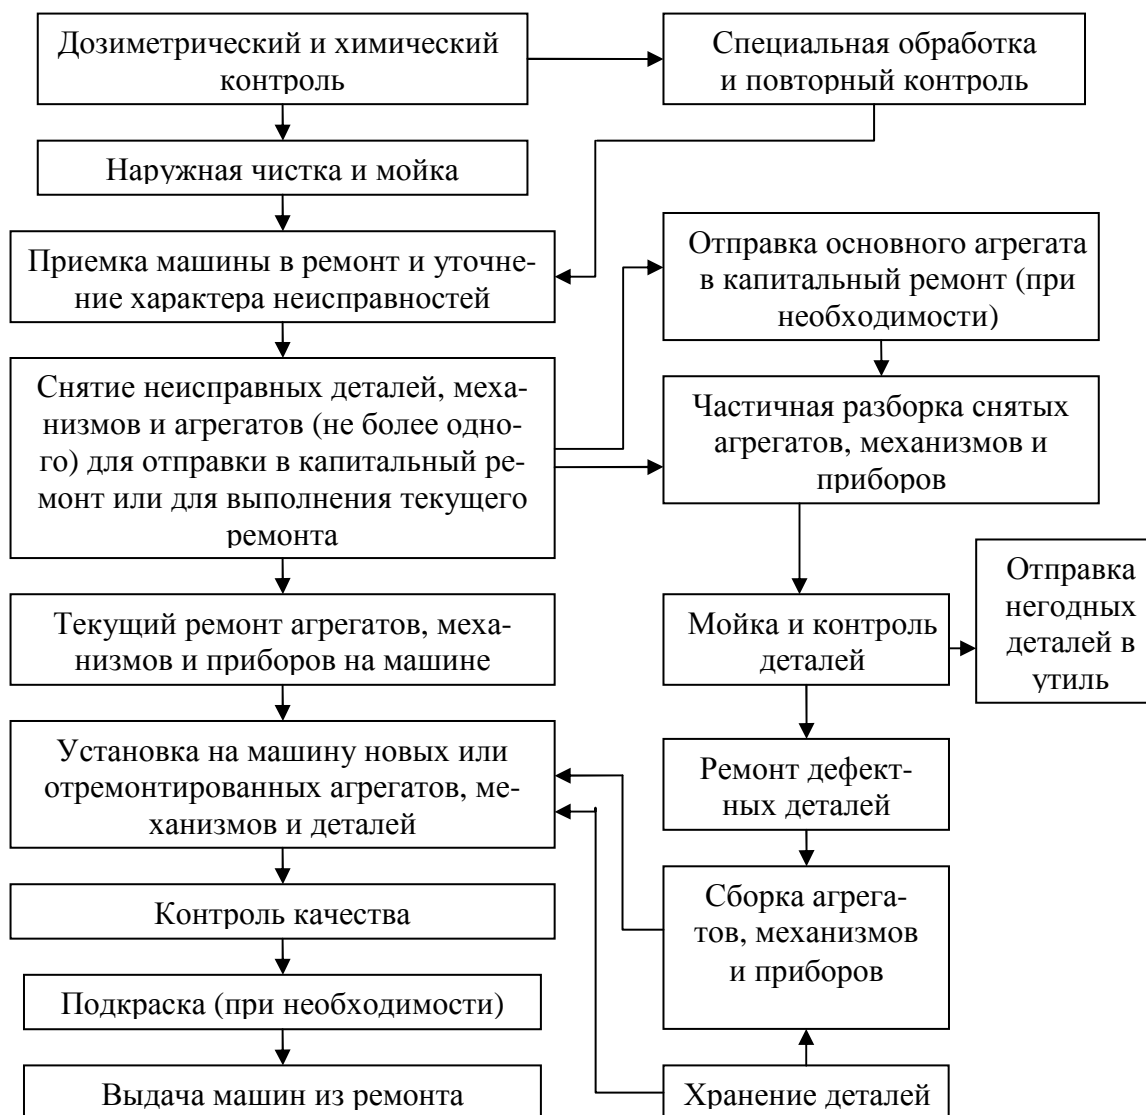 Дозиметрический и химический
контроль
Специальная обработка
и повторный контроль
Наружная чистка и мойка
Приемка машины в ремонт и уточне-
ние характера неисправностей
Отправка основного агрегата
в капитальный ремонт (при
необходимости)
Снятие неисправных деталей, меха-
низмов и агрегатов (не более одно-
го) для отправки в капитальный ре-
монт или для выполнения текущего
ремонта
Частичная разборка снятых
агрегатов, механизмов и
приборов
Отправка
негодных
деталей в
утиль
Текущий ремонт агрегатов, меха-
низмов и приборов на машине
Мойка и контроль
деталей
Установка на машину новых или
отремонтированных агрегатов, ме-
ханизмов и деталей
Ремонт дефект-
ных деталей
Контроль качества
Сборка агрега-
тов, механизмов
и приборов
Подкраска (при необходимости)
Выдача машин из ремонта
Хранение деталей